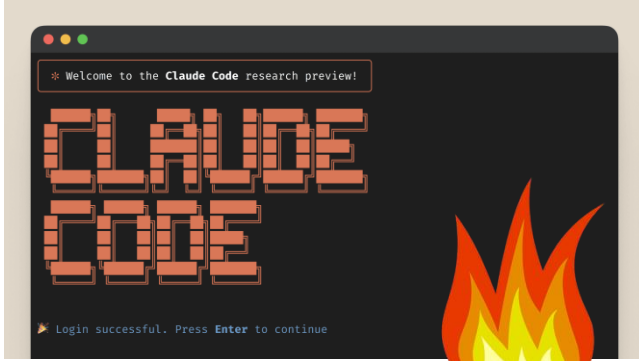 ✻ Welcome to the Claude Code research preview!
CLAUDE
CODE
Login successful. Press Enter to continue